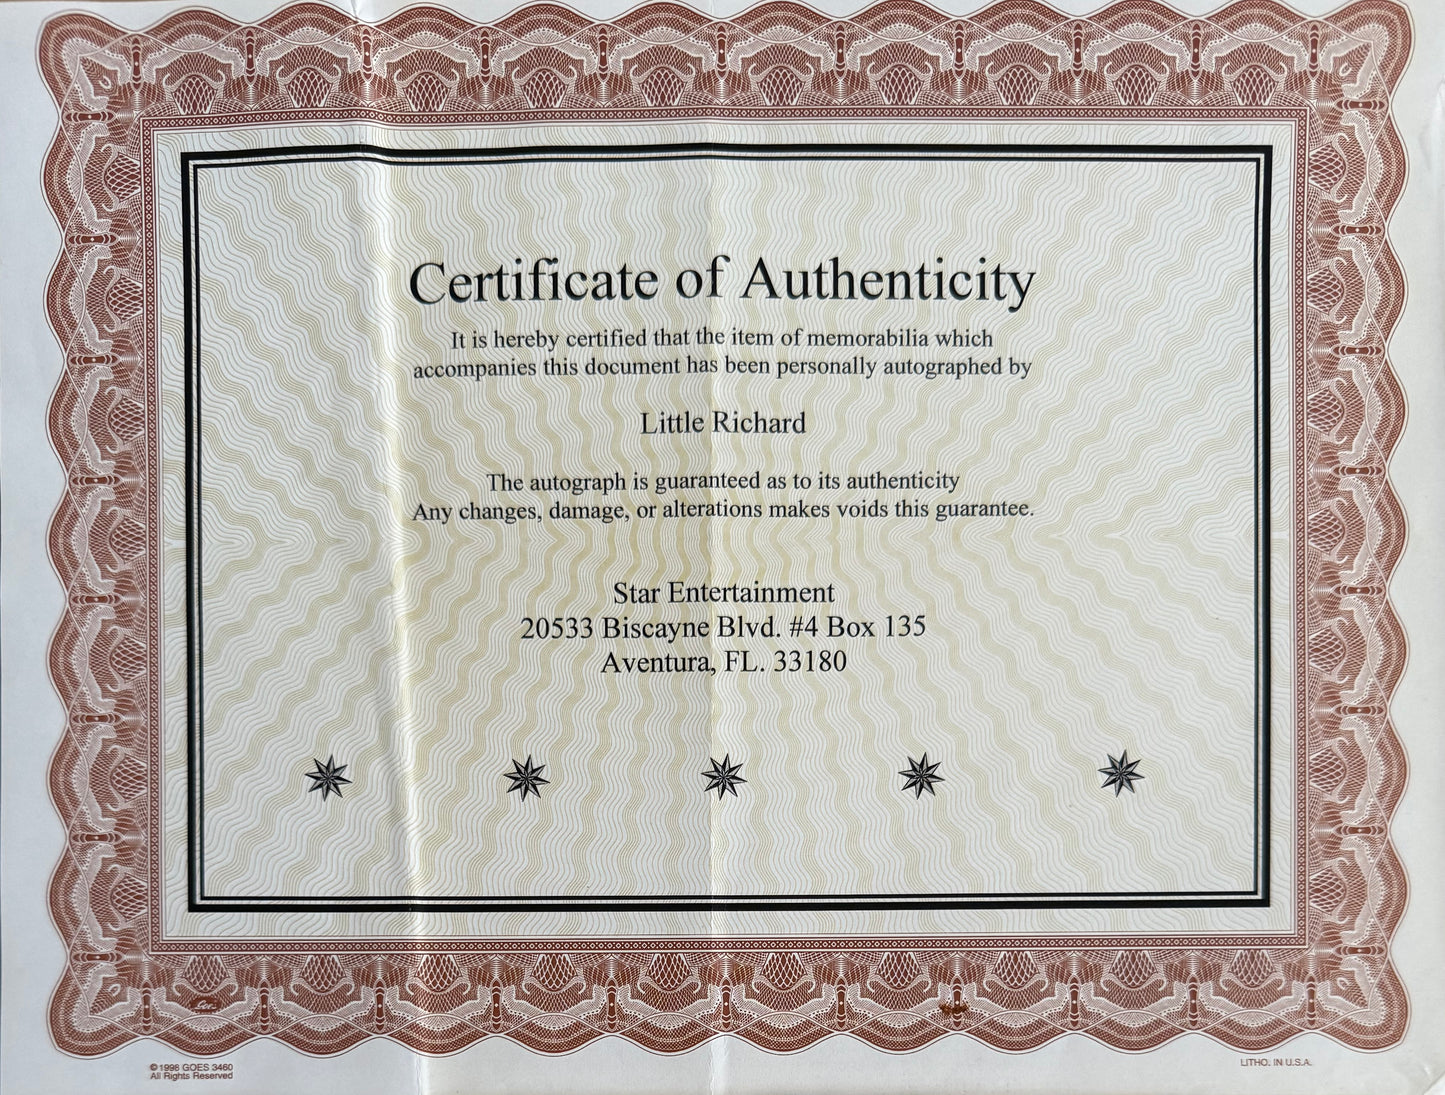 Certificate of Authenticity
It is hereby certified that the item of memorabilia which
accompanies this document has been personally autographed by
Little Richard
The autograph is guaranteed as to its authenticity
Any changes, damage, or alterations makes voids this guarantee.
Star Entertainment
20533 Biscayne Blvd. #4 Box 135
Aventura, FL. 33180
© 1998 GOES 3460
All Rights Reserved
LITHO. IN U.S.A.